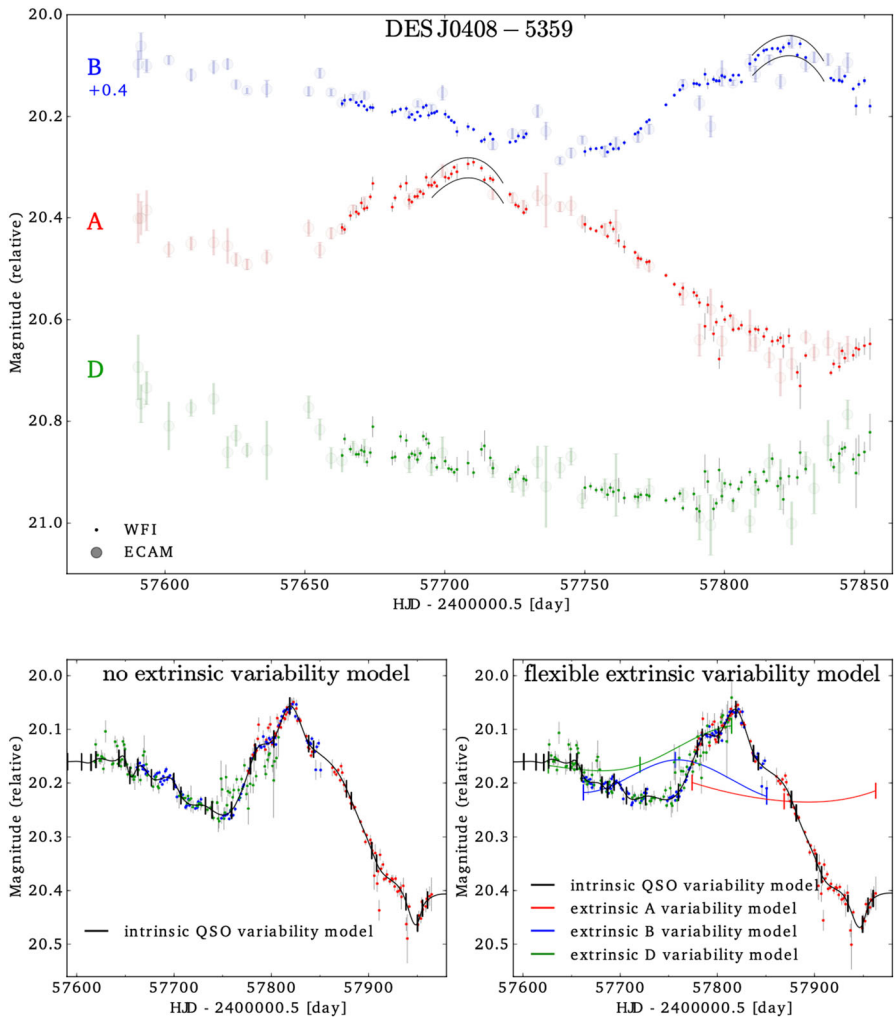 DES J0408 – 5359
20.0
B
+0.4
20.2
A
20.4
Magnitude (relative)
20.6
D
20.8
21.0
WFI
ECAM
57600 57650 57700 57750 57800 57850
HJD - 2400000.5 [day]
no extrinsic variability model
20.0
20.1
20.2
20.3
20.4
20.5
Magnitude (relative)
intrinsic QSO variability model
57600 57700 57800 57900
HJD - 2400000.5 [day]
flexible extrinsic variability model
20.0
20.1
20.2
20.3
20.4
20.5
Magnitude (relative)
intrinsic QSO variability model
extrinsic A variability model
extrinsic B variability model
extrinsic D variability model
57600 57700 57800 57900
HJD - 2400000.5 [day]